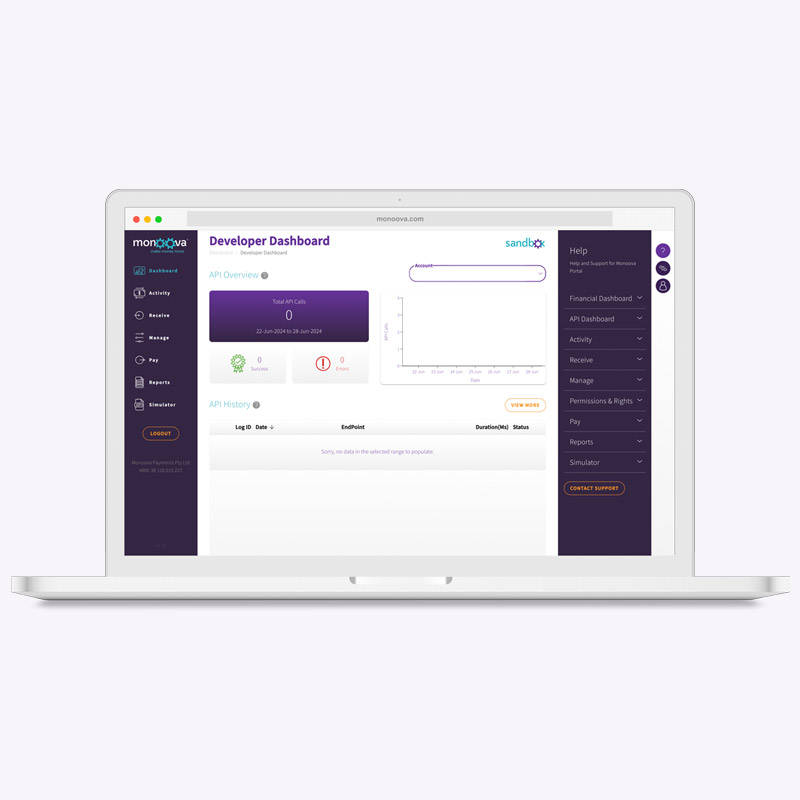 monoova.com
monoova
make money move
Dashboard
Activity
Receive
Manage
Pay
Reports
Simulator
LOGOUT
Monoova Payments Pty Ltd
Developer Dashboard
Dashboard / Developer Dashboard
sandbox
API Overview ?
Account
Total API Calls
0
22-Jun-2024 to 28-Jun-2024
0
Success
0
Errors
API Calls
22 Jun 23 Jun 24 Jun 25 Jun 26 Jun 27 Jun 28 Jun
Date
API History ?
VIEW MORE
Log ID Date ↓ EndPoint Duration(Ms) Status
Sorry, no data in the selected range to populate.
Help
Help and Support for Monoova
Portal
Financial Dashboard
API Dashboard
Activity
Receive
Manage
Permissions & Rights
Pay
Reports
Simulator
CONTACT SUPPORT
?